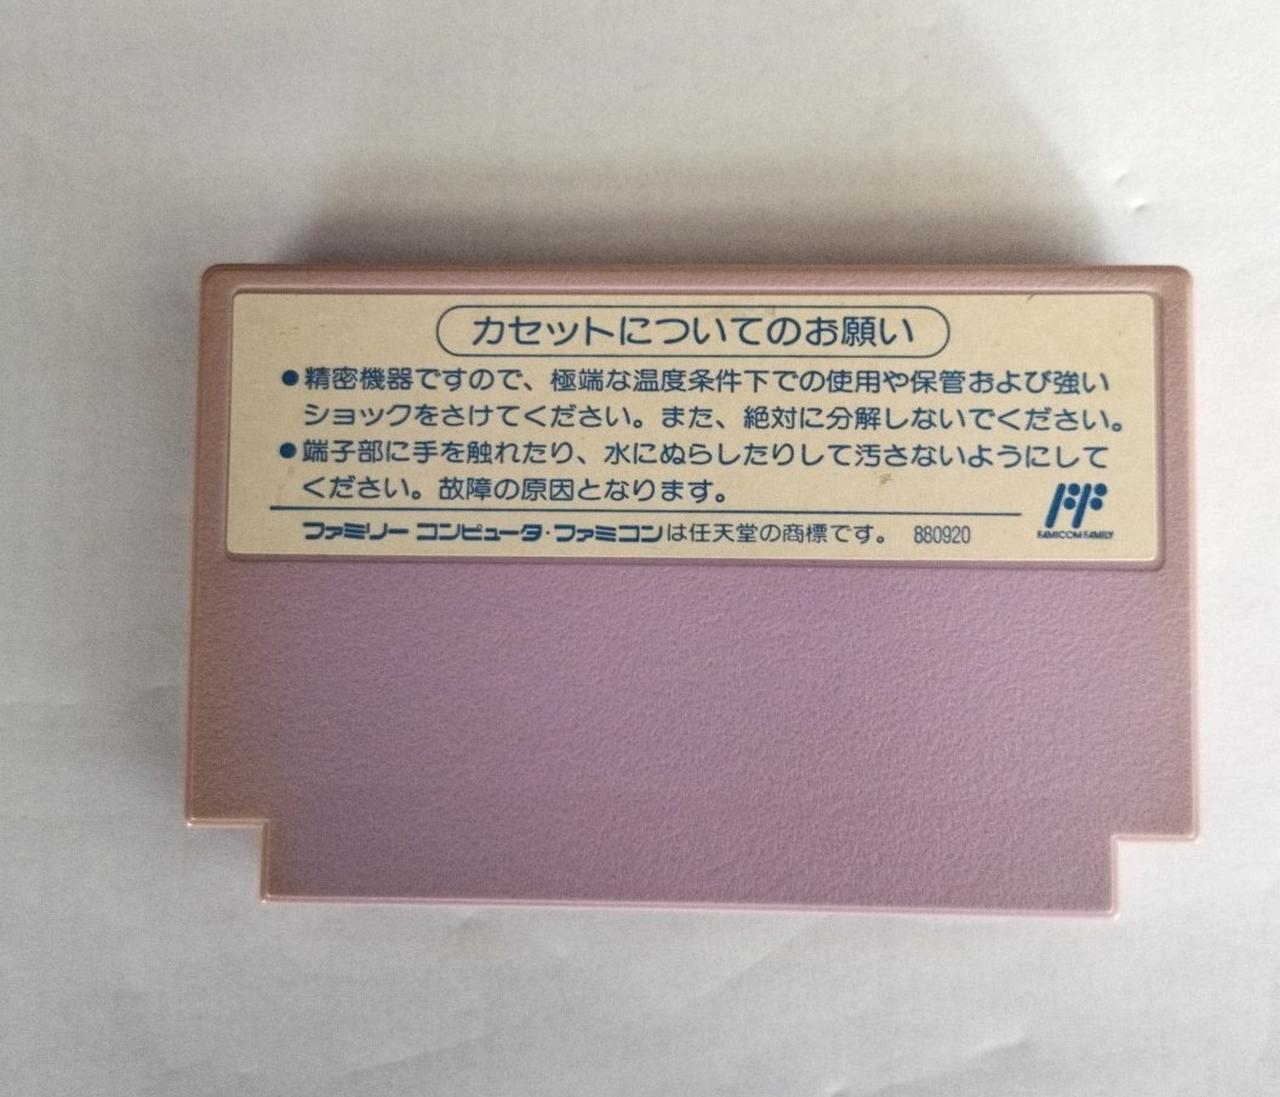 カセットについてのお願い
●精密機器ですので、極端な温度条件下での使用や保管および強い
ショックをさけてください。また、絶対に分解しないでください。
●端子部に手を触れたり、水にぬらしたりして汚さないようにして
ください。故障の原因となります。
ファミリーコンピュータ・ファミコンは任天堂の商標です。 880920
FAMICOM FAMILY